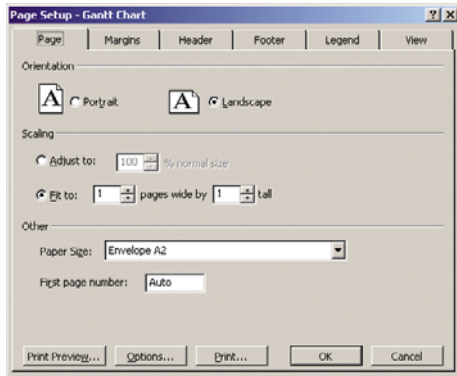 Page Setup - Gantt Chart
Page Margins Header Footer Legend View
Orientation
A Portrait A Landscape
Scaling
Adjust to: 100 % normal size
Fit to: 1 pages wide by 1 tall
Other
Paper Size: Envelope A2
First page number: Auto
Print Preview... Options... Print... OK Cancel